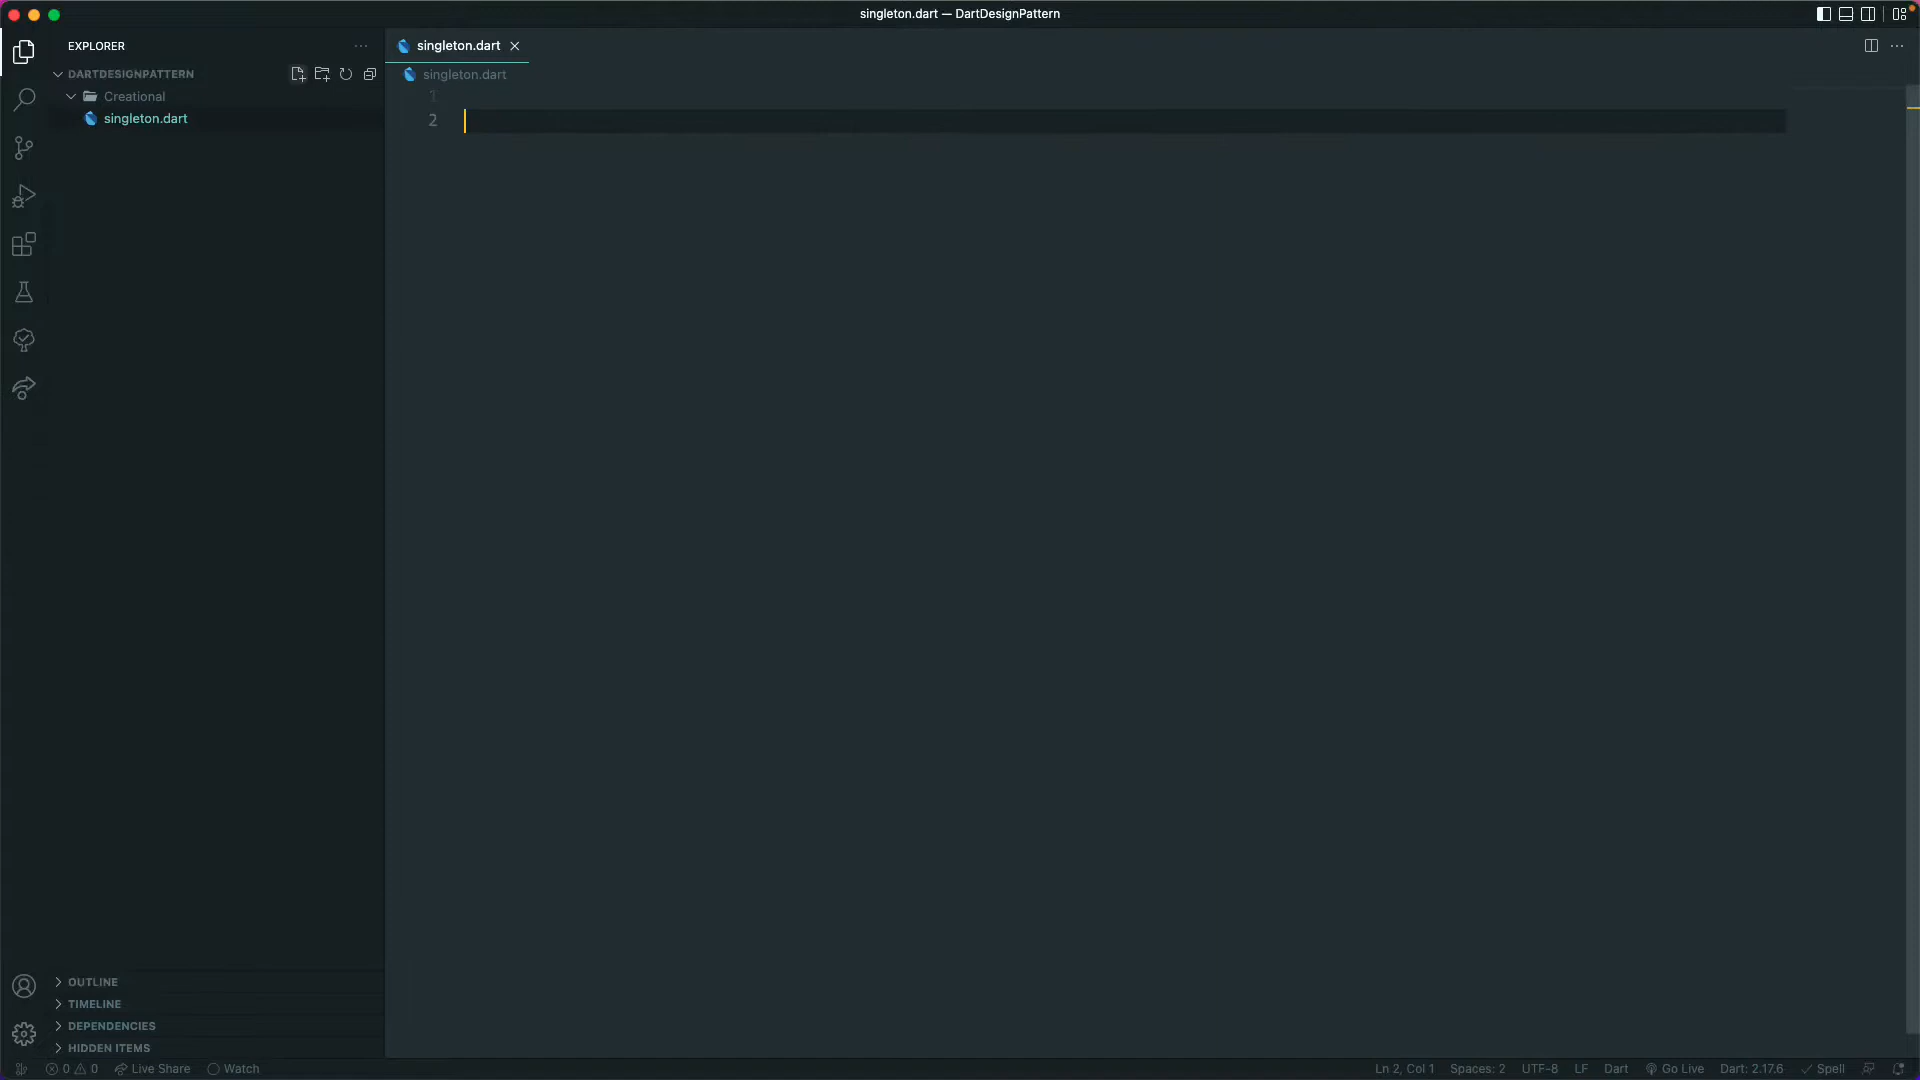 singleton.dart — DartDesignPattern
EXPLORER
DARTDESIGNPATTERN
Creational
singleton.dart
OUTLINE
TIMELINE
DEPENDENCIES
HIDDEN ITEMS
singleton.dart
singleton.dart
1
2
0 0 Live Share Watch
Ln 2, Col 1 Spaces: 2 UTF-8 LF Dart Go Live Dart: 2.17.6 Spell